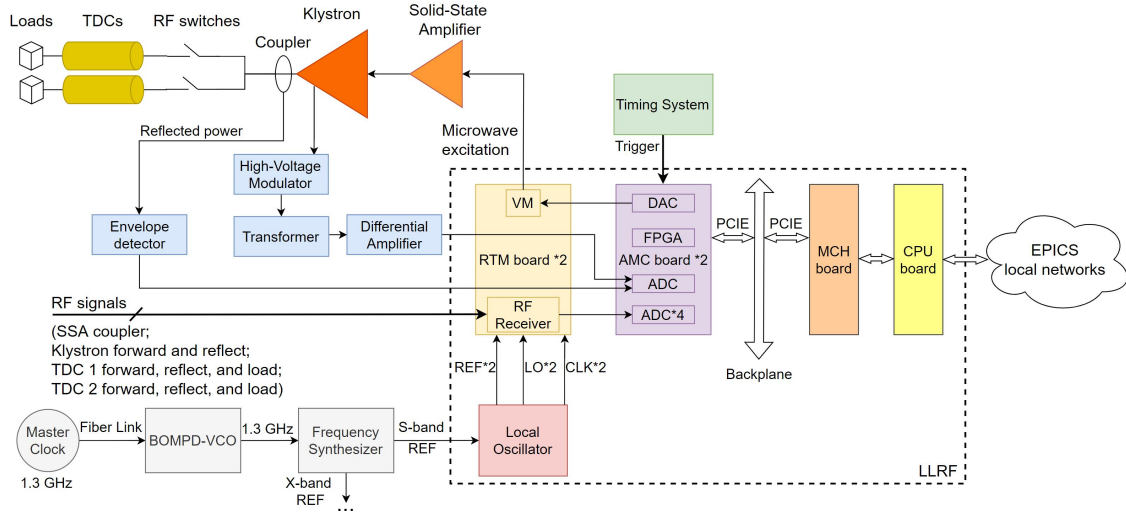 Loads
TDCs
RF switches
Klystron
Solid-State
Amplifier
Coupler
Timing System
Reflected power
Microwave
excitation
Trigger
High-Voltage
Modulator
VM
DAC
PCIE
PCIE
Envelope
detector
Transformer
Differential
Amplifier
FPGA
RTM board *2
AMC board *2
MCH
board
CPU
board
EPICS
local networks
ADC
RF signals
RF
Receiver
ADC*4
(SSA coupler;
Klystron forward and reflect;
TDC 1 forward, reflect, and load;
TDC 2 forward, reflect, and load)
REF*2
LO*2
CLK*2
Backplane
Master
Clock
Fiber Link
BOMPD-VCO
1.3 GHz
Frequency
Synthesizer
S-band
REF
Local
Oscillator
LLRF
1.3 GHz
X-band
REF
...